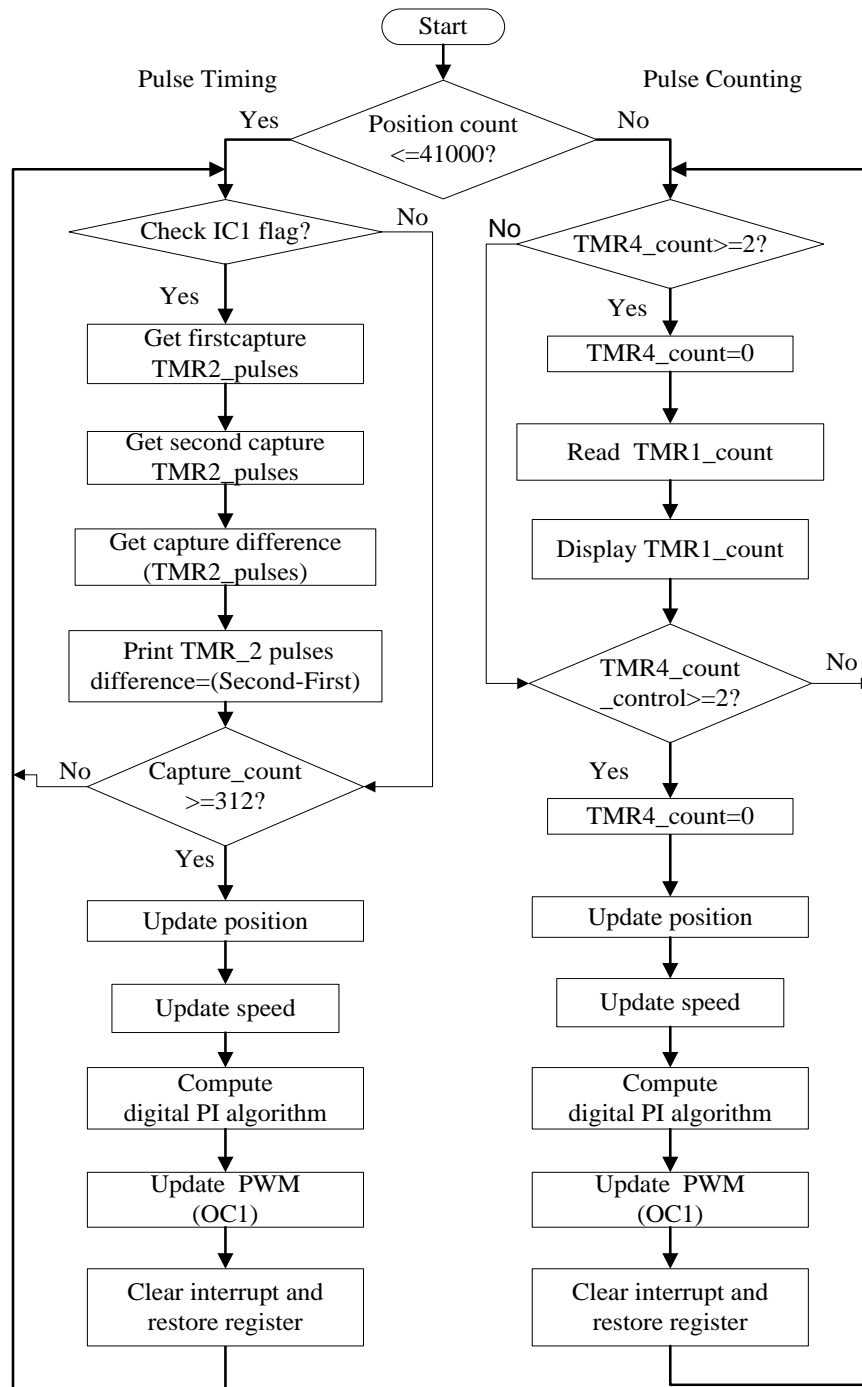 Start
Pulse Timing
Pulse Counting
Yes
Position count
<=41000?
No
Check IC1 flag?
No
Yes
Get firstcapture
TMR2_pulses
Get second capture
TMR2_pulses
Get capture difference
(TMR2_pulses)
Print TMR_2 pulses
difference=(Second-First)
No
Capture_count
>=312?
Yes
Update position
Update speed
Compute
digital PI algorithm
Update PWM
(OC1)
Clear interrupt and
restore register
No
TMR4_count>=2?
Yes
TMR4_count=0
Read TMR1_count
Display TMR1_count
TMR4_count
_control>=2?
No
Yes
TMR4_count=0
Update position
Update speed
Compute
digital PI algorithm
Update PWM
(OC1)
Clear interrupt and
restore register